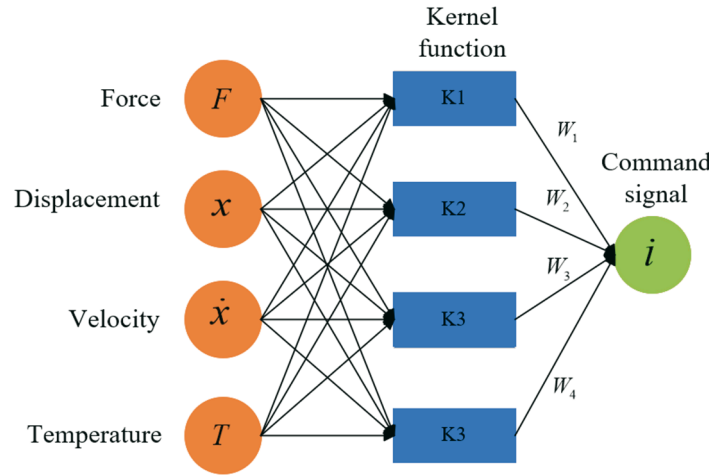 Kernel
function
Force
F
K1
W₁
Command
signal
Displacement
x
K2
W₂
i
Velocity
ẋ
K3
W₃
Temperature
T
K3
W₄